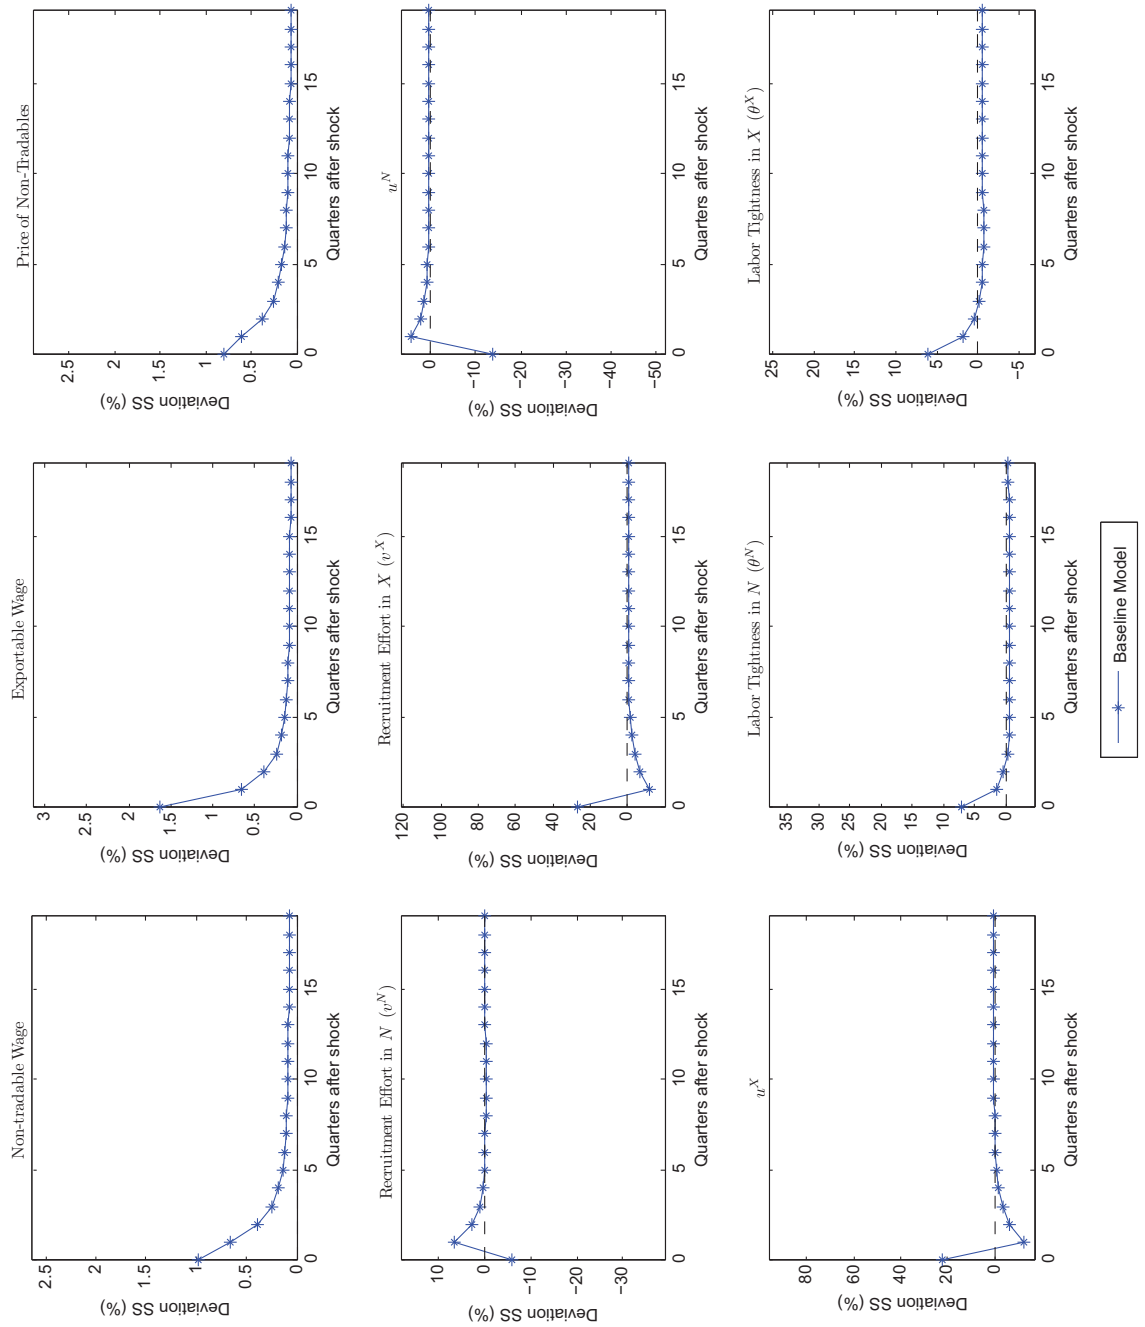 Non-tradable Wage
Deviation SS (%)
2.5
2
1.5
1
0.5
0
0 5 10 15
Quarters after shock
Exportable Wage
Deviation SS (%)
3
2.5
2
1.5
1
0.5
0
0 5 10 15
Quarters after shock
Price of Non-Tradables
Deviation SS (%)
2.5
2
1.5
1
0.5
0
0 5 10 15
Quarters after shock
Recruitment Effort in N (v^N)
Deviation SS (%)
10
0
−10
−20
−30
0 5 10 15
Quarters after shock
Recruitment Effort in X (v^X)
Deviation SS (%)
120
100
80
60
40
20
0
0 5 10 15
Quarters after shock
u^N
Deviation SS (%)
0
−10
−20
−30
−40
−50
0 5 10 15
Quarters after shock
u^X
Deviation SS (%)
80
60
40
20
0
0 5 10 15
Quarters after shock
Labor Tightness in N (θ^N)
Deviation SS (%)
35
30
25
20
15
10
5
0
0 5 10 15
Quarters after shock
Labor Tightness in X (θ^X)
Deviation SS (%)
25
20
15
10
5
0
−5
0 5 10 15
Quarters after shock
Baseline Model